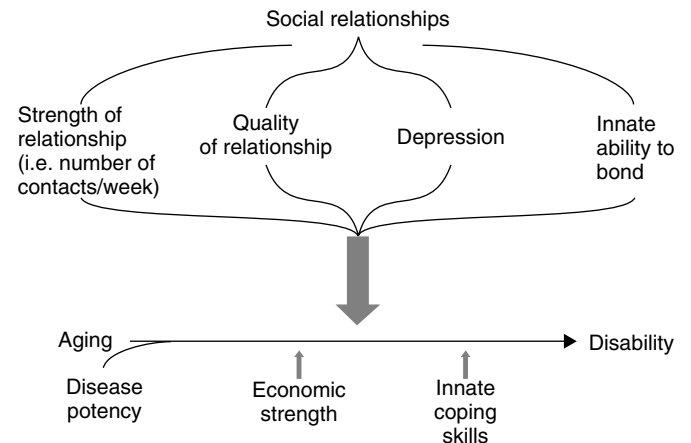 Social relationships
Strength of
relationship
(i.e. number of
contacts/week)
Quality
of relationship
Depression
Innate
ability to
bond
Aging
Disability
Disease
potency
Economic
strength
Innate
coping
skills